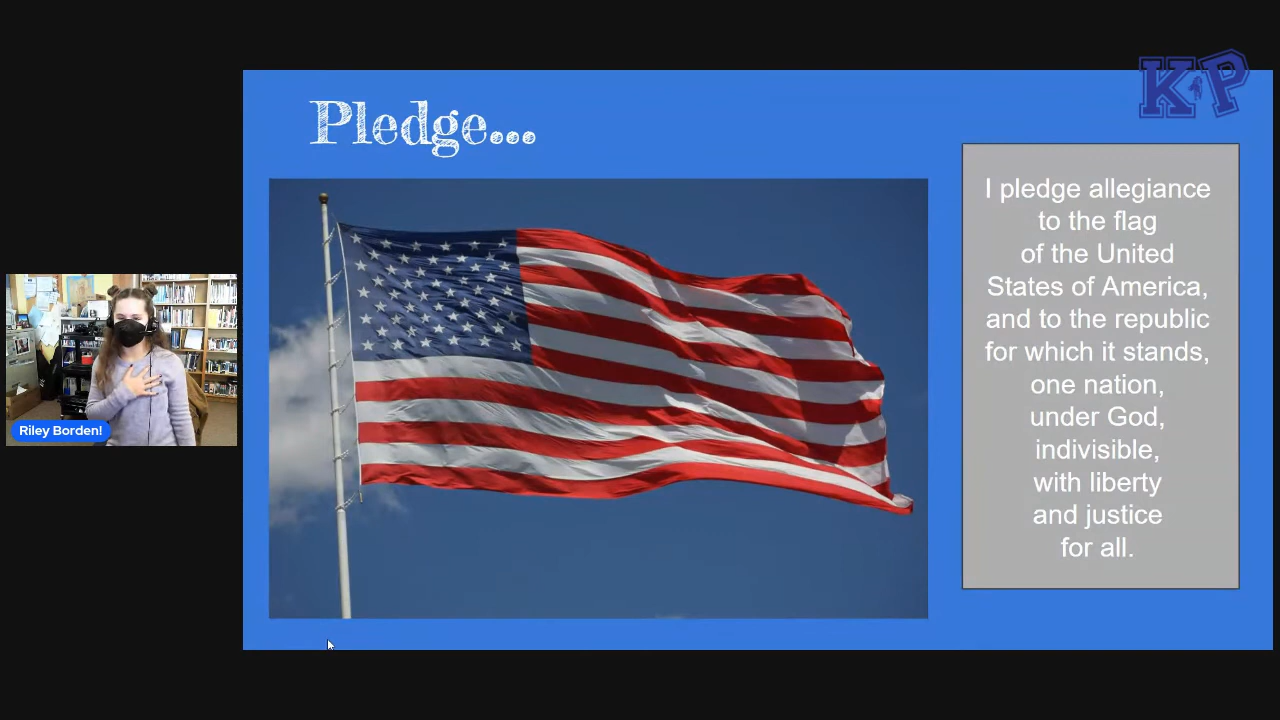 Pledge...
KP
I pledge allegiance
to the flag
of the United
States of America,
and to the republic
for which it stands,
one nation,
under God,
indivisible,
with liberty
and justice
for all.
Riley Borden!